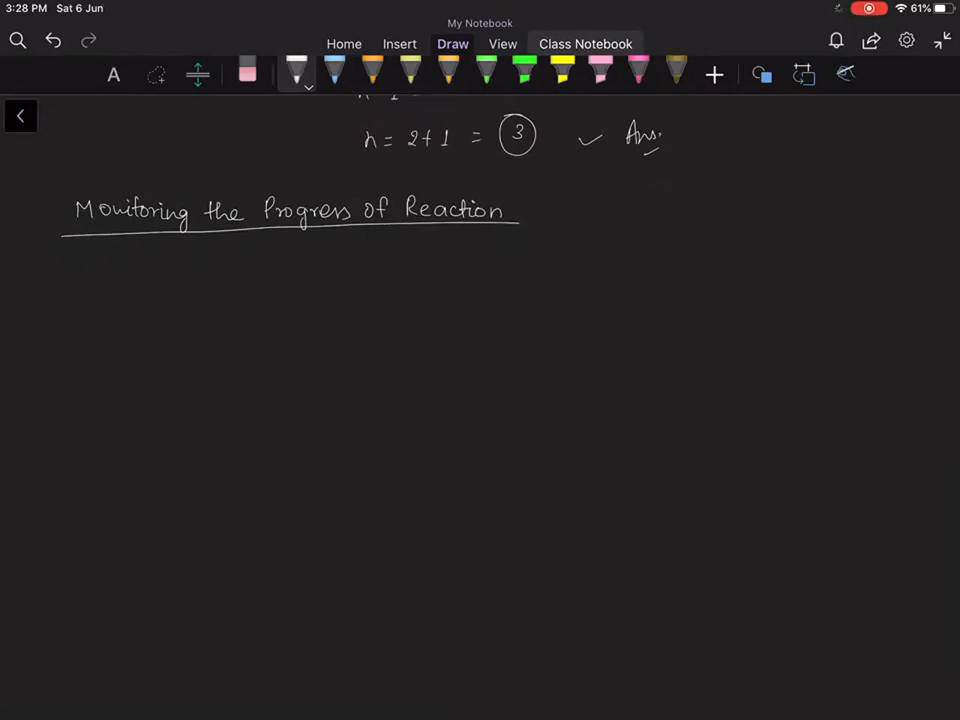 3:28 PM Sat 6 Jun
61%
My Notebook
Home Insert Draw View Class Notebook
A
n = 2+1 = 3 ✓ Ans.
Monitoring the Progress of Reaction